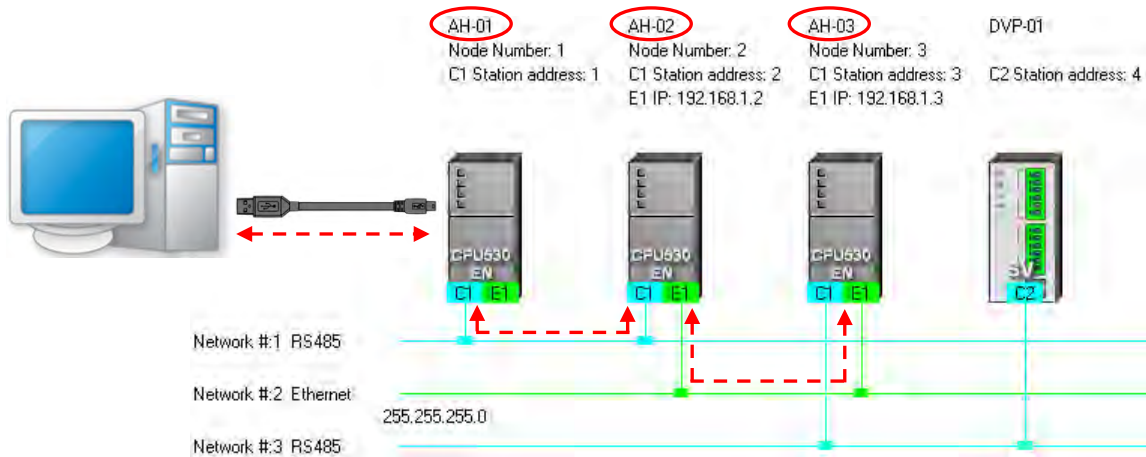 AH-01
Node Number: 1
C1 Station address: 1
AH-02
Node Number: 2
C1 Station address: 2
E1 IP: 192.168.1.2
AH-03
Node Number: 3
C1 Station address: 3
E1 IP: 192.168.1.3
DVP-01
C2 Station address: 4
CPU530
EN
C1 E1
CPU530
EN
C1 E1
CPU530
EN
C1 E1
SV
C2
Network #:1 RS485
Network #:2 Ethernet
255.255.255.0
Network #:3 RS485